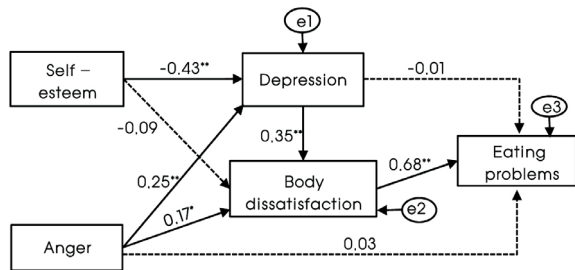 e1
Self –
esteem
-0.43**
Depression
-0.01
e3
-0.09
0,35**
Eating
problems
0,25**
Body
dissatisfaction
0.68**
0.17*
e2
Anger
0,03